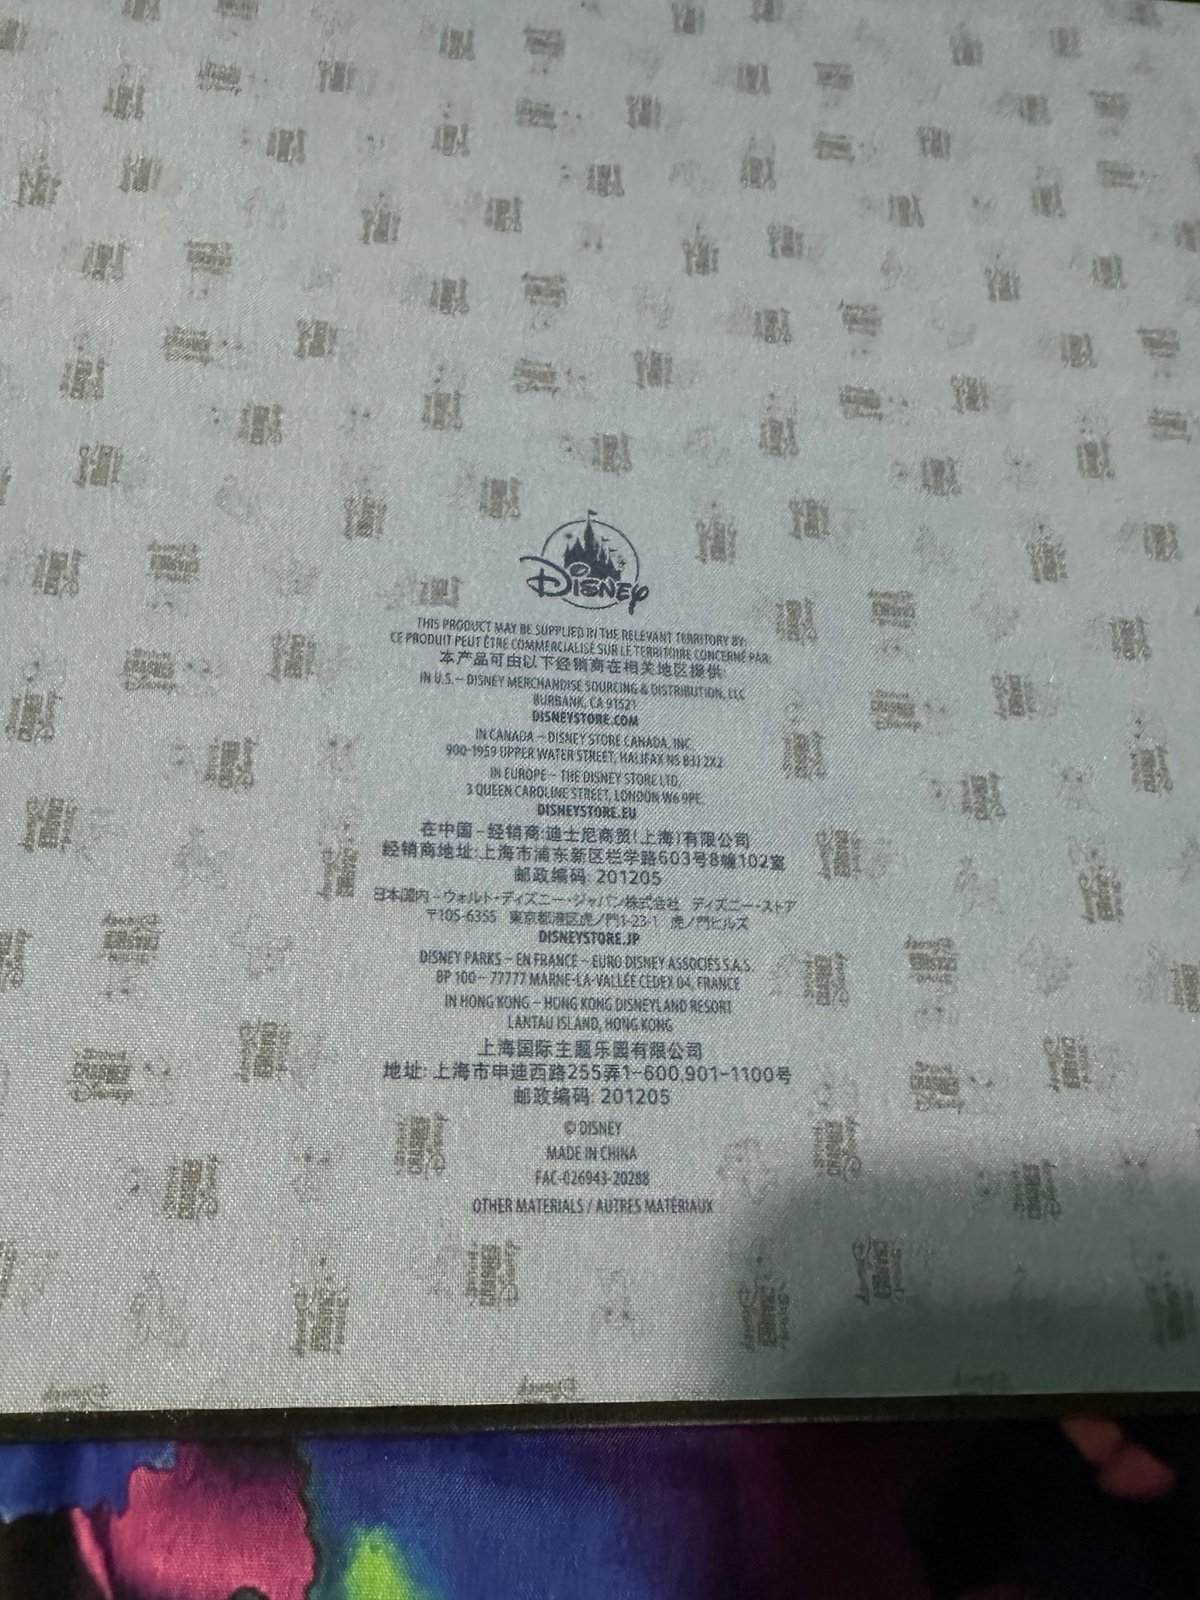 Disney
THIS PRODUCT MAY BE SUPPLIED IN THE RELEVANT TERRITORY BY:
CE PRODUIT PEUT ÊTRE COMMERCIALISÉ SUR LE TERRITOIRE CONCERNÉ PAR:
本产品可由以下经销商在相关地区提供:
IN U.S. – DISNEY MERCHANDISE SOURCING & DISTRIBUTION, LLC
BURBANK, CA 91521
DISNEYSTORE.COM
IN CANADA – DISNEY STORE CANADA, INC.
900-1959 UPPER WATER STREET, HALIFAX NS B3J 2X2
IN EUROPE – THE DISNEY STORE LTD,
3 QUEEN CAROLINE STREET, LONDON W6 9PE.
DISNEYSTORE.EU
在中国-经销商:迪士尼商贸(上海)有限公司
经销商地址:上海市浦东新区栏学路603号8幢102室
邮政编码: 201205
日本国内-ウォルト・ディズニー・ジャパン株式会社 ディズニー・ストア
〒105-6355 東京都港区虎ノ門1-23-1 虎ノ門ヒルズ
DISNEYSTORE.JP
DISNEY PARKS – EN FRANCE – EURO DISNEY ASSOCIÉS S.A.S.
BP 100 – 77777 MARNE-LA-VALLÉE CEDEX 04, FRANCE
IN HONG KONG – HONG KONG DISNEYLAND RESORT
LANTAU ISLAND, HONG KONG
上海国际主题乐园有限公司
地址: 上海市申迪西路255弄1-600,901-1100号
邮政编码: 201205
© DISNEY
MADE IN CHINA
FAC-026943-20288
OTHER MATERIALS / AUTRES MATÉRIAUX